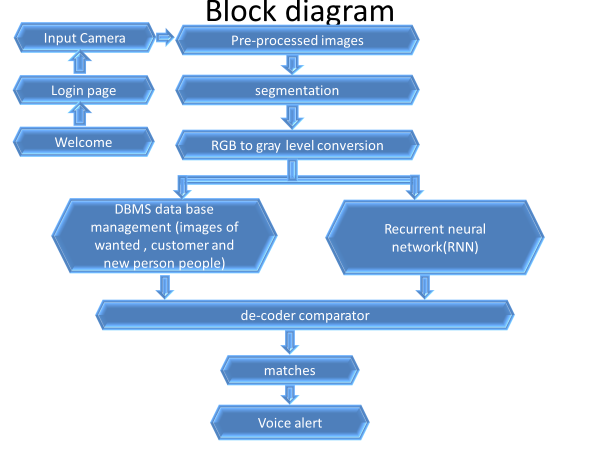 Block diagram
Input Camera
Pre-processed images
Login page
segmentation
Welcome
RGB to gray level conversion
DBMS data base
management (images of
wanted , customer and
new person people)
Recurrent neural
network(RNN)
de-coder comparator
matches
Voice alert